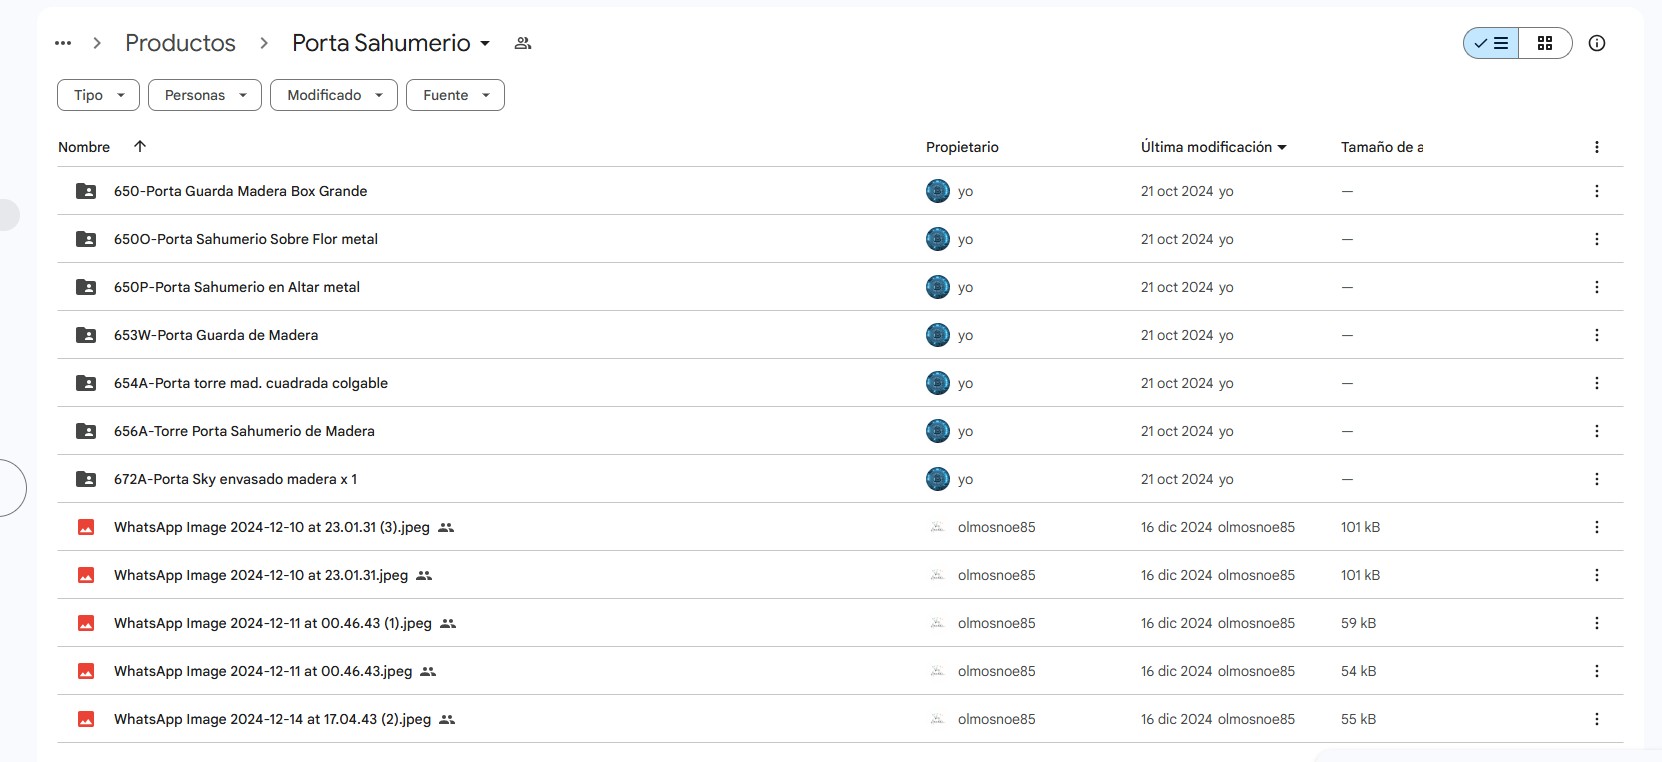 Productos > Porta Sahumerio
Tipo Personas Modificado Fuente
Nombre Propietario Última modificación Tamaño de a
650-Porta Guarda Madera Box Grande yo 21 oct 2024 yo —
650O-Porta Sahumerio Sobre Flor metal yo 21 oct 2024 yo —
650P-Porta Sahumerio en Altar metal yo 21 oct 2024 yo —
653W-Porta Guarda de Madera yo 21 oct 2024 yo —
654A-Porta torre mad. cuadrada colgable yo 21 oct 2024 yo —
656A-Torre Porta Sahumerio de Madera yo 21 oct 2024 yo —
672A-Porta Sky envasado madera x 1 yo 21 oct 2024 yo —
WhatsApp Image 2024-12-10 at 23.01.31 (3).jpeg olmosnoe85 16 dic 2024 olmosnoe85 101 kB
WhatsApp Image 2024-12-10 at 23.01.31.jpeg olmosnoe85 16 dic 2024 olmosnoe85 101 kB
WhatsApp Image 2024-12-11 at 00.46.43 (1).jpeg olmosnoe85 16 dic 2024 olmosnoe85 59 kB
WhatsApp Image 2024-12-11 at 00.46.43.jpeg olmosnoe85 16 dic 2024 olmosnoe85 54 kB
WhatsApp Image 2024-12-14 at 17.04.43 (2).jpeg olmosnoe85 16 dic 2024 olmosnoe85 55 kB